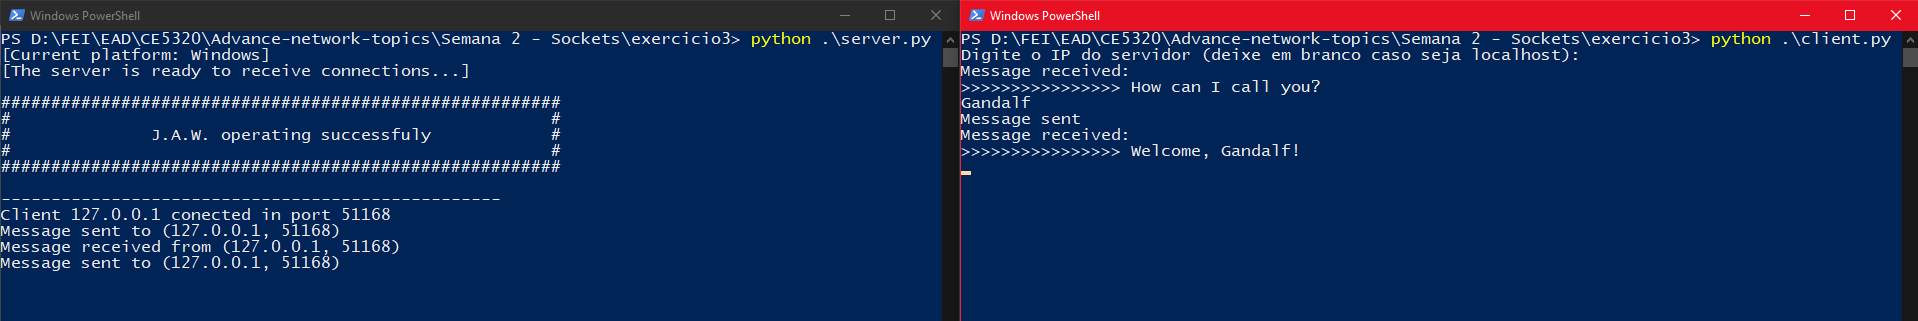 Windows PowerShell
PS D:\FEI\EAD\CE5320\Advance-network-topics\Semana 2 - Sockets\exercicio3> python .\server.py
[Current platform: Windows]
[The server is ready to receive connections...]
########################################################
#                                                      #
#              J.A.W. operating successfuly            #
#                                                      #
########################################################
--------------------------------------------------
Client 127.0.0.1 conected in port 51168
Message sent to (127.0.0.1, 51168)
Message received from (127.0.0.1, 51168)
Message sent to (127.0.0.1, 51168)
Windows PowerShell
PS D:\FEI\EAD\CE5320\Advance-network-topics\Semana 2 - Sockets\exercicio3> python .\client.py
Digite o IP do servidor (deixe em branco caso seja localhost):
Message received:
>>>>>>>>>>>>>>>> How can I call you?
Gandalf
Message sent
Message received:
>>>>>>>>>>>>>>>> Welcome, Gandalf!